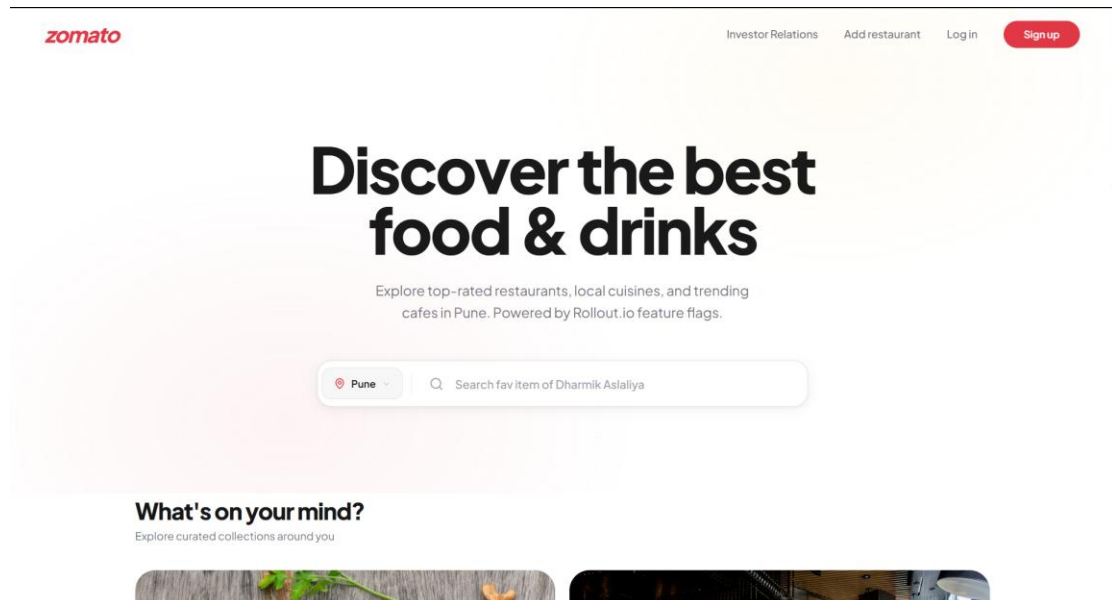 zomato
Investor Relations
Add restaurant
Log in
Sign up
Discover the best
food & drinks
Explore top-rated restaurants, local cuisines, and trending
cafes in Pune. Powered by Rollout.io feature flags.
Pune
Search fav item of Dharmik Aslaliya
What's on your mind?
Explore curated collections around you